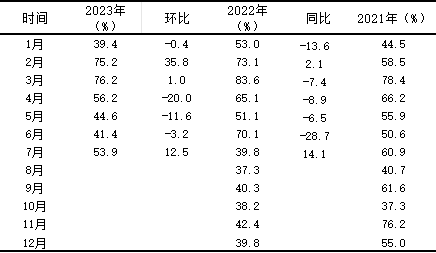 时间 2023年（%） 环比 2022年（%） 同比 2021年（%）
1月 39.4 -0.4 53.0 -13.6 44.5
2月 75.2 35.8 73.1 2.1 58.5
3月 76.2 1.0 83.6 -7.4 78.4
4月 56.2 -20.0 65.1 -8.9 66.2
5月 44.6 -11.6 51.1 -6.5 55.9
6月 41.4 -3.2 70.1 -28.7 50.6
7月 53.9 12.5 39.8 14.1 60.9
8月 37.3 40.7
9月 40.3 61.6
10月 38.2 37.3
11月 42.4 76.2
12月 39.8 55.0